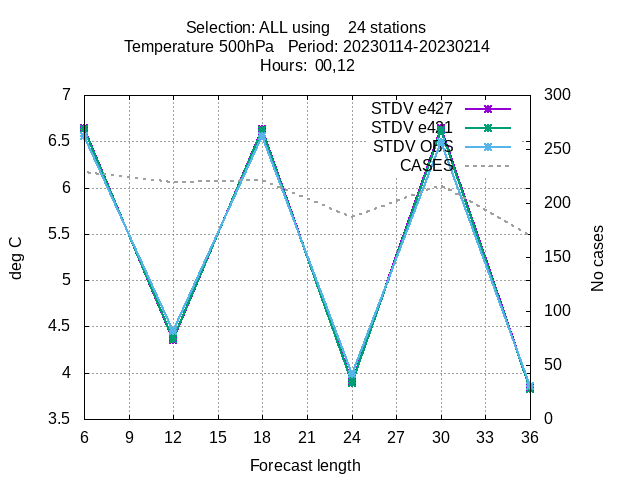 Selection: ALL using    24 stations
Temperature 500hPa   Period: 20230114-20230214
Hours:  00,12
7
6.5
6
5.5
5
4.5
4
3.5
deg C
300
250
200
150
100
50
0
No cases
STDV e427
STDV e431
STDV OBS
CASES
6 9 12 15 18 21 24 27 30 33 36
Forecast length